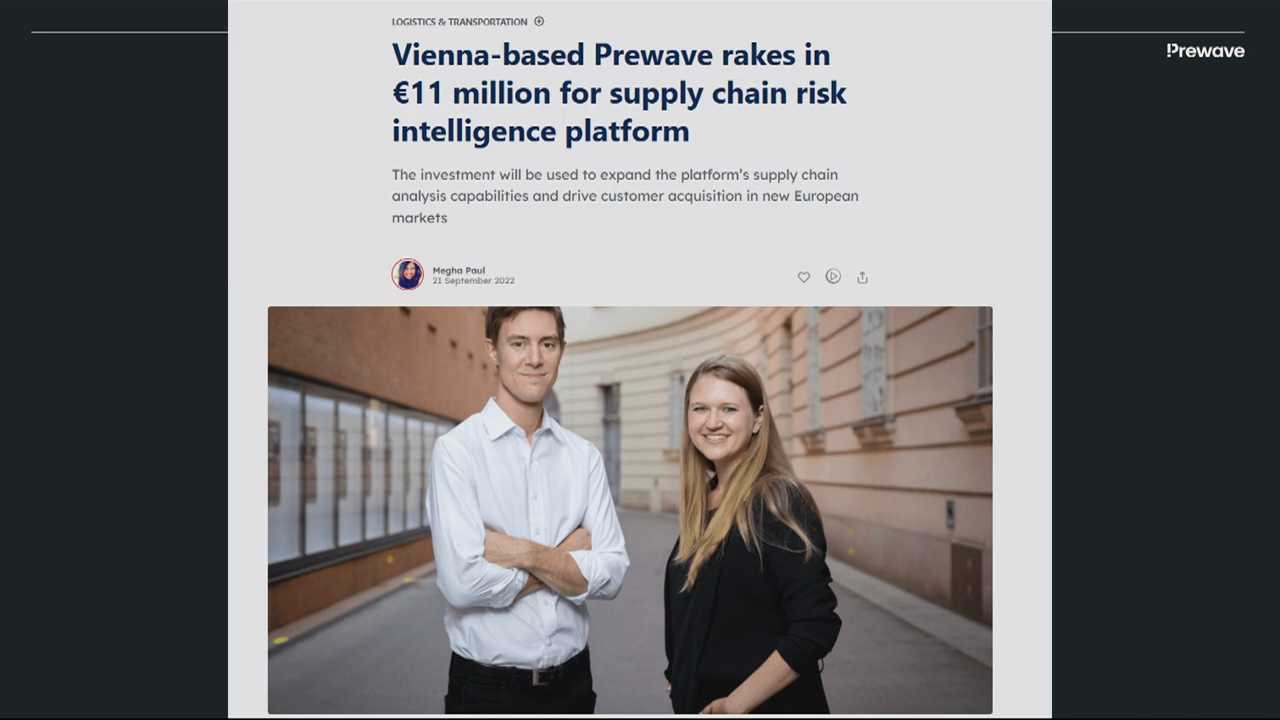 LOGISTICS & TRANSPORTATION
Vienna-based Prewave rakes in
€11 million for supply chain risk
intelligence platform
Prewave
The investment will be used to expand the platform's supply chain
analysis capabilities and drive customer acquisition in new European
markets
Megha Paul
21 September 2022